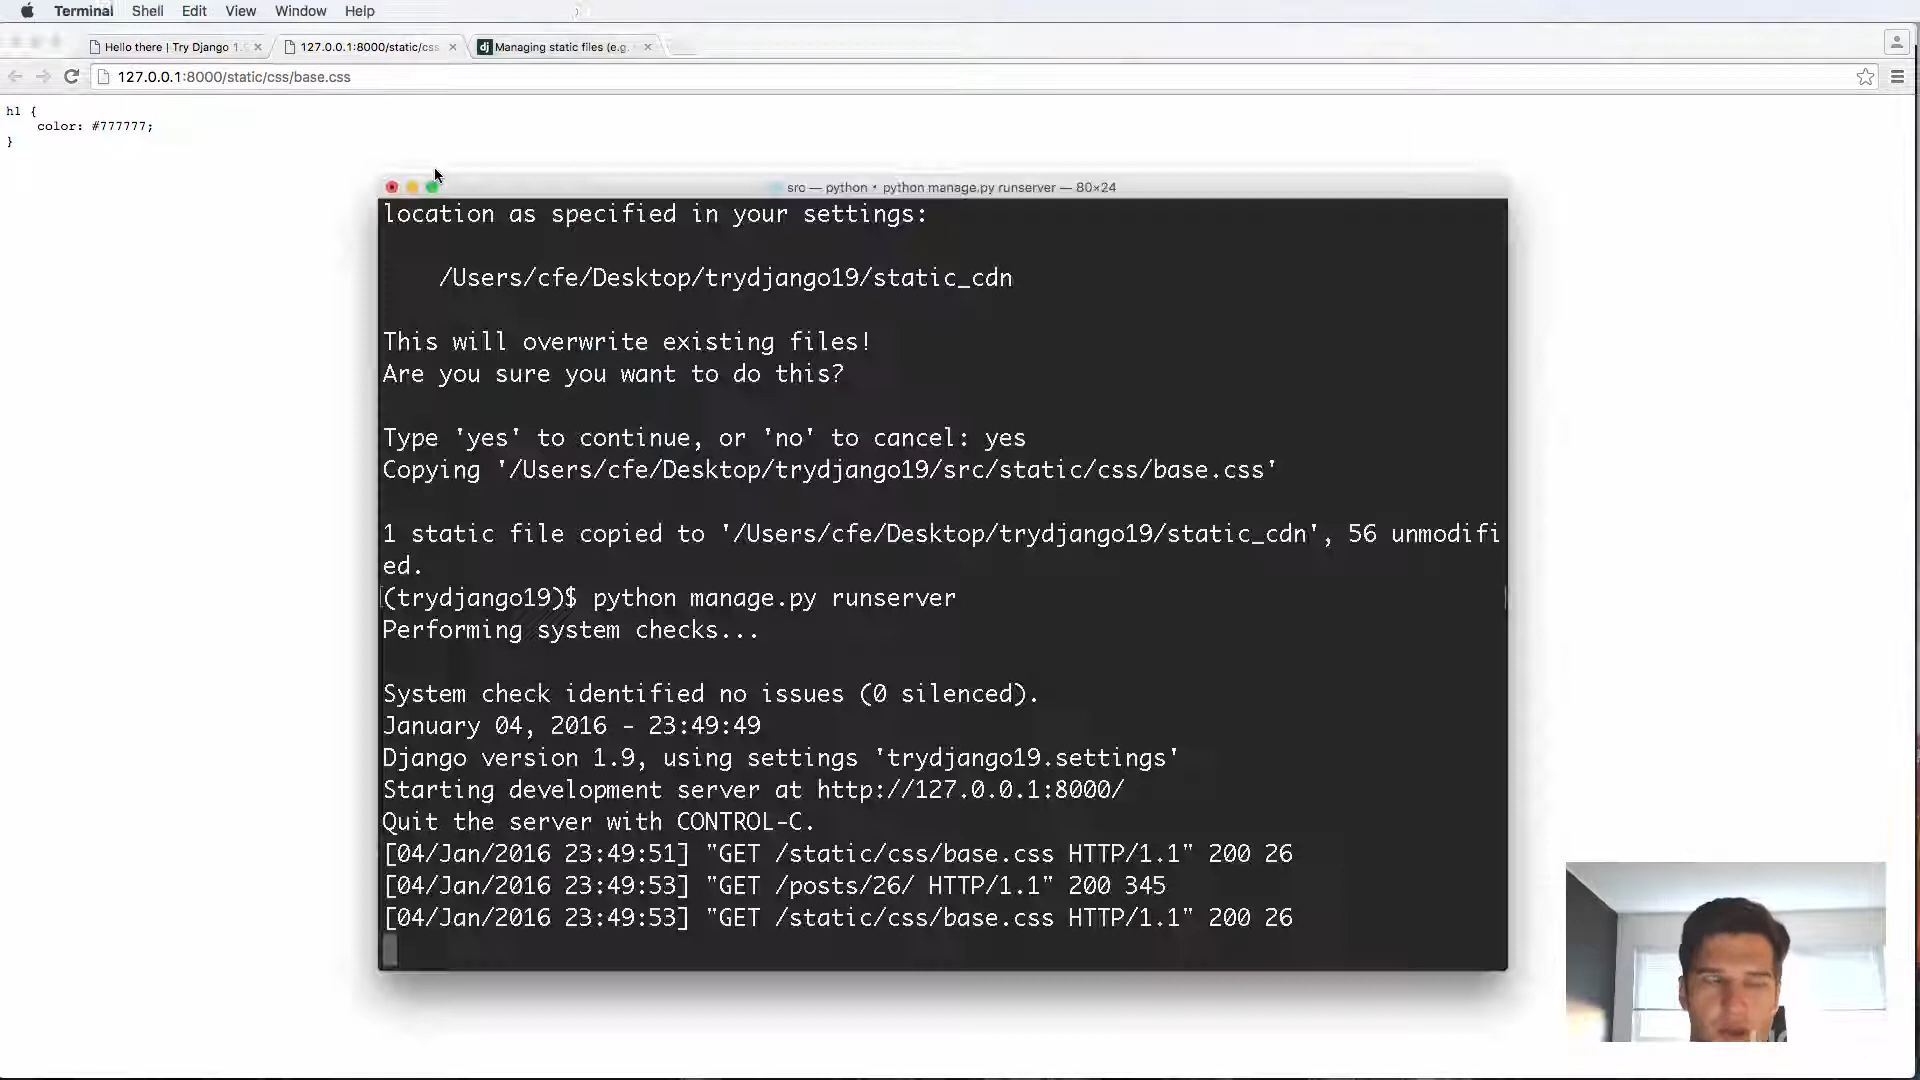 Terminal Shell Edit View Window Help
Hello there | Try Django 1. 127.0.0.1:8000/static/css Managing static files (e.g.
127.0.0.1:8000/static/css/base.css
h1 {
color: #777777;
}
src — python • python manage.py runserver — 80×24
location as specified in your settings:
/Users/cfe/Desktop/trydjango19/static_cdn
This will overwrite existing files!
Are you sure you want to do this?
Type 'yes' to continue, or 'no' to cancel: yes
Copying '/Users/cfe/Desktop/trydjango19/src/static/css/base.css'
1 static file copied to '/Users/cfe/Desktop/trydjango19/static_cdn', 56 unmodifi
ed.
(trydjango19)$ python manage.py runserver
Performing system checks...
System check identified no issues (0 silenced).
January 04, 2016 - 23:49:49
Django version 1.9, using settings 'trydjango19.settings'
Starting development server at http://127.0.0.1:8000/
Quit the server with CONTROL-C.
[04/Jan/2016 23:49:51] "GET /static/css/base.css HTTP/1.1" 200 26
[04/Jan/2016 23:49:53] "GET /posts/26/ HTTP/1.1" 200 345
[04/Jan/2016 23:49:53] "GET /static/css/base.css HTTP/1.1" 200 26